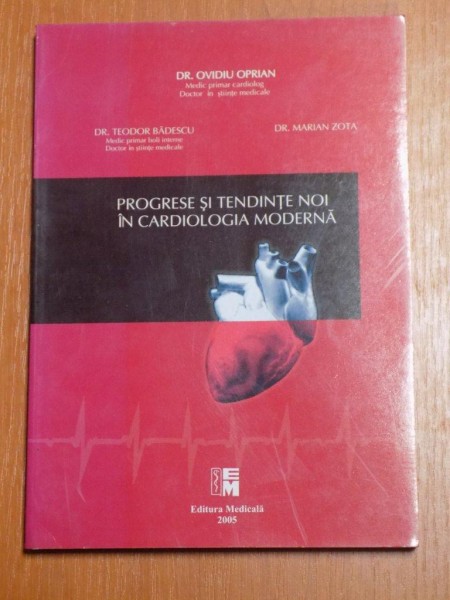 DR. OVIDIU OPRIAN
Medic primar cardiolog
Doctor în științe medicale
DR. TEODOR BĂDESCU
Medic primar boli interne
Doctor în științe medicale
DR. MARIAN ZOTA
PROGRESE ȘI TENDINȚE NOI
ÎN CARDIOLOGIA MODERNĂ
EM
Editura Medicală
2005